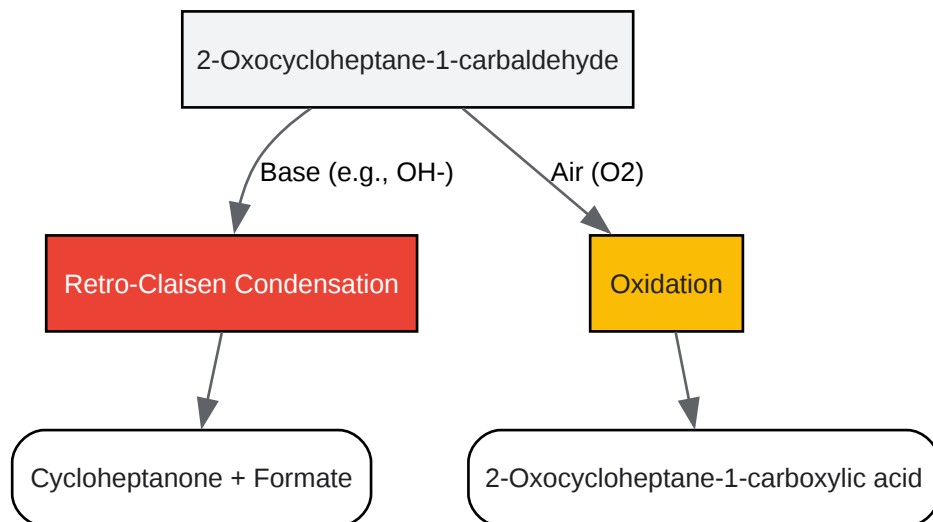 2-Oxocycloheptane-1-carbaldehyde
Base (e.g., OH-)
Air (O2)
Retro-Claisen Condensation
Oxidation
Cycloheptanone + Formate
2-Oxocycloheptane-1-carboxylic acid